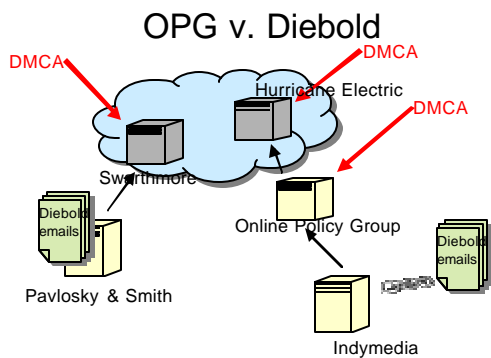 OPG v. Diebold
DMCA
DMCA
Hurricane Electric
DMCA
Swarthmore
Online Policy Group
Diebold
emails
Diebold
emails
Pavlosky & Smith
Indymedia